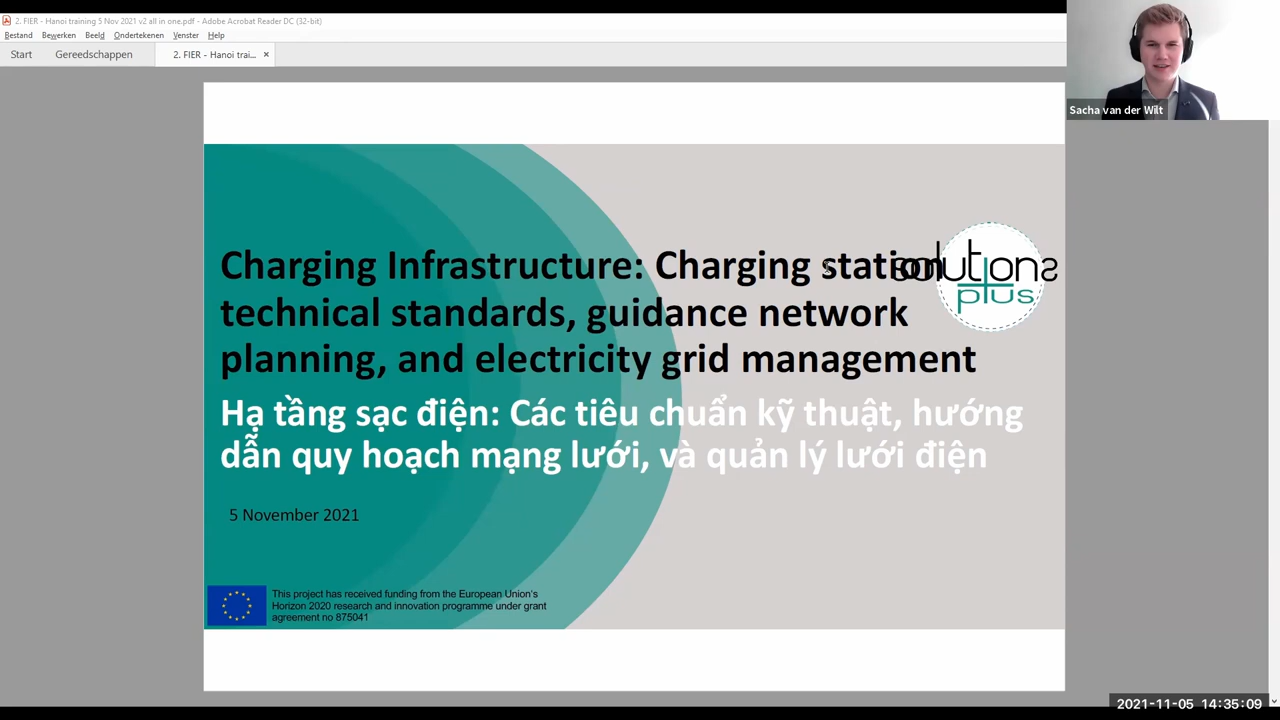 2. FIER - Hanoi training 5 Nov 2021 v2 all in one.pdf - Adobe Acrobat Reader DC (32-bit)
Bestand Bewerken Beeld Ondertekenen Venster Help
Start Gereedschappen 2. FIER - Hanoi trai... ×
Sacha van der Wilt
Charging Infrastructure: Charging station
technical standards, guidance network
planning, and electricity grid management
solutions
plus
Hạ tầng sạc điện: Các tiêu chuẩn kỹ thuật, hướng
dẫn quy hoạch mạng lưới, và quản lý lưới điện
5 November 2021
This project has received funding from the European Union's
Horizon 2020 research and innovation programme under grant
agreement no 875041
2021-11-05 14:35:09